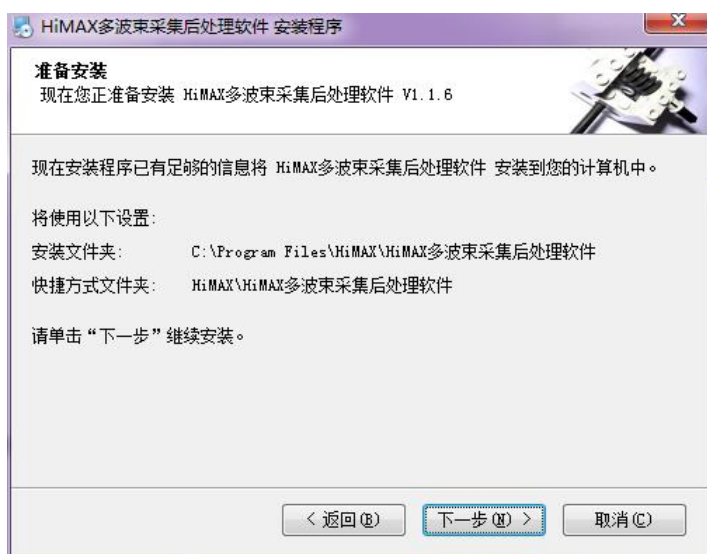 HiMAX多波束采集后处理软件 安装程序
准备安装
现在您正准备安装 HiMAX多波束采集后处理软件 V1.1.6
现在安装程序已有足够的信息将 HiMAX多波束采集后处理软件 安装到您的计算机中。
将使用以下设置:
安装文件夹: C:\Program Files\HiMAX\HiMAX多波束采集后处理软件
快捷方式文件夹: HiMAX\HiMAX多波束采集后处理软件
请单击“下一步”继续安装。
< 返回(B) 下一步(N) > 取消(C)